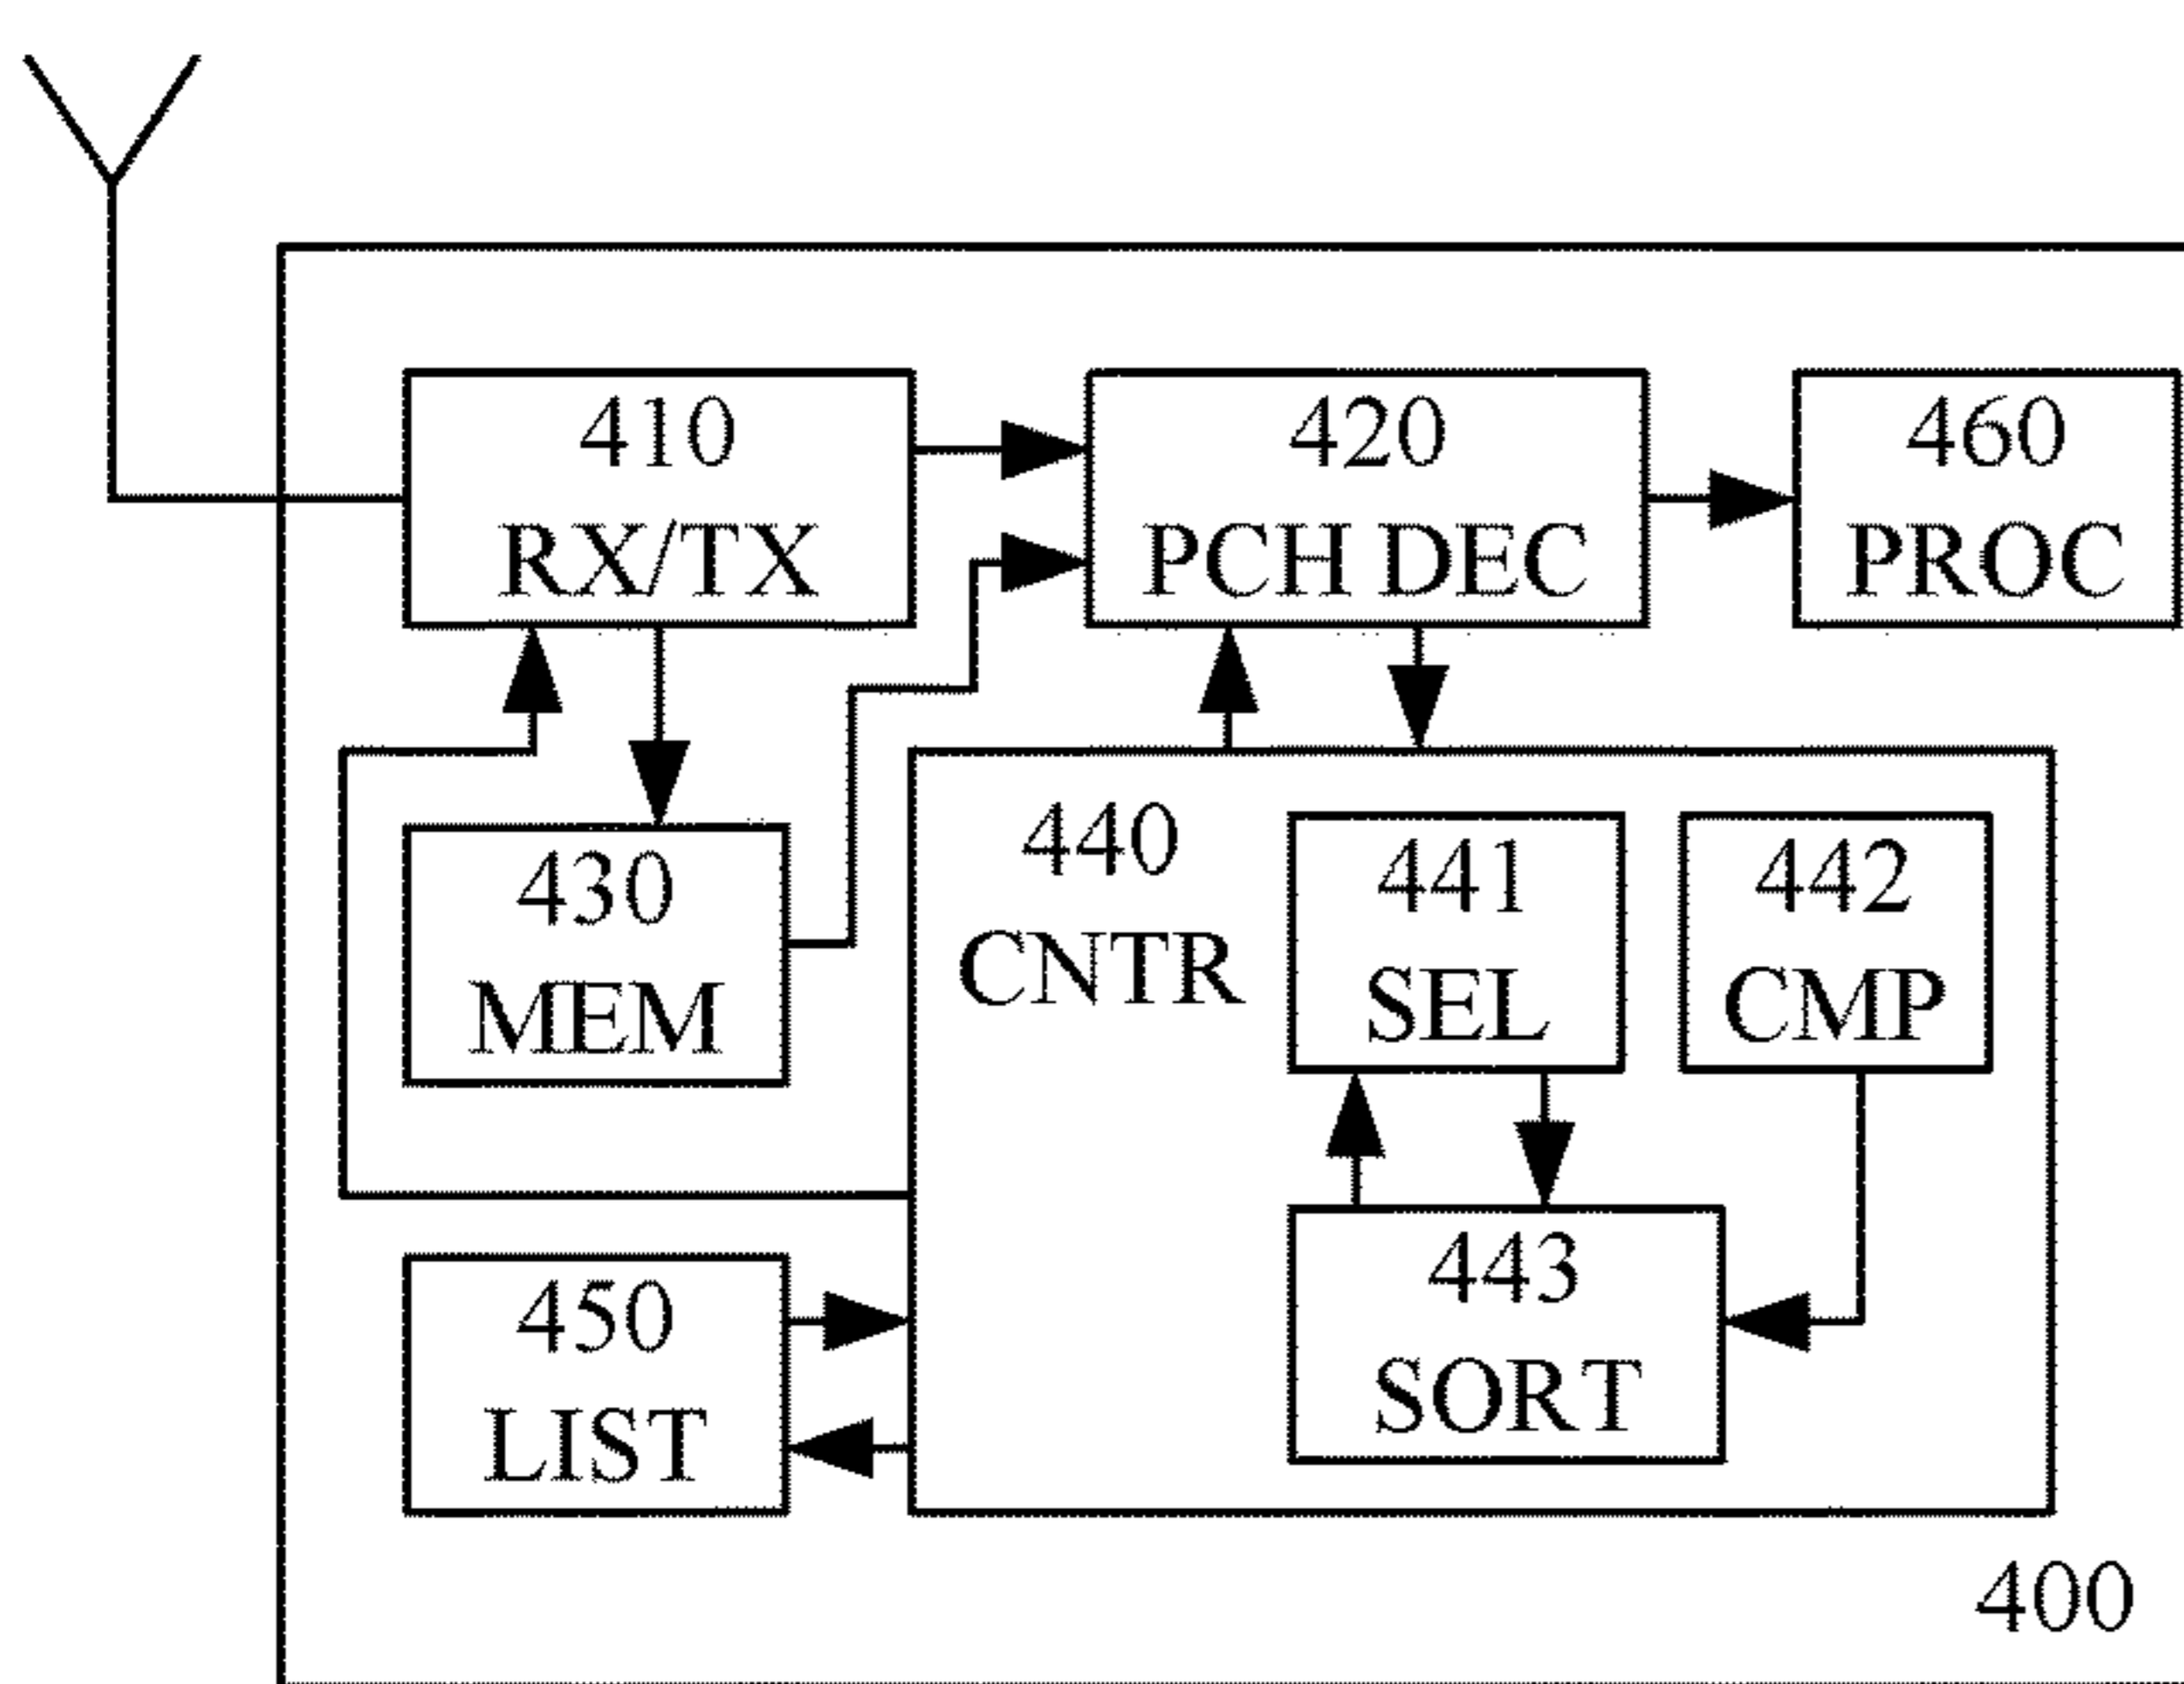 410
RX/TX
420
PCH DEC
460
PROC
430
MEM
440
CNTR
441
SEL
442
CMP
443
SORT
450
LIST
400